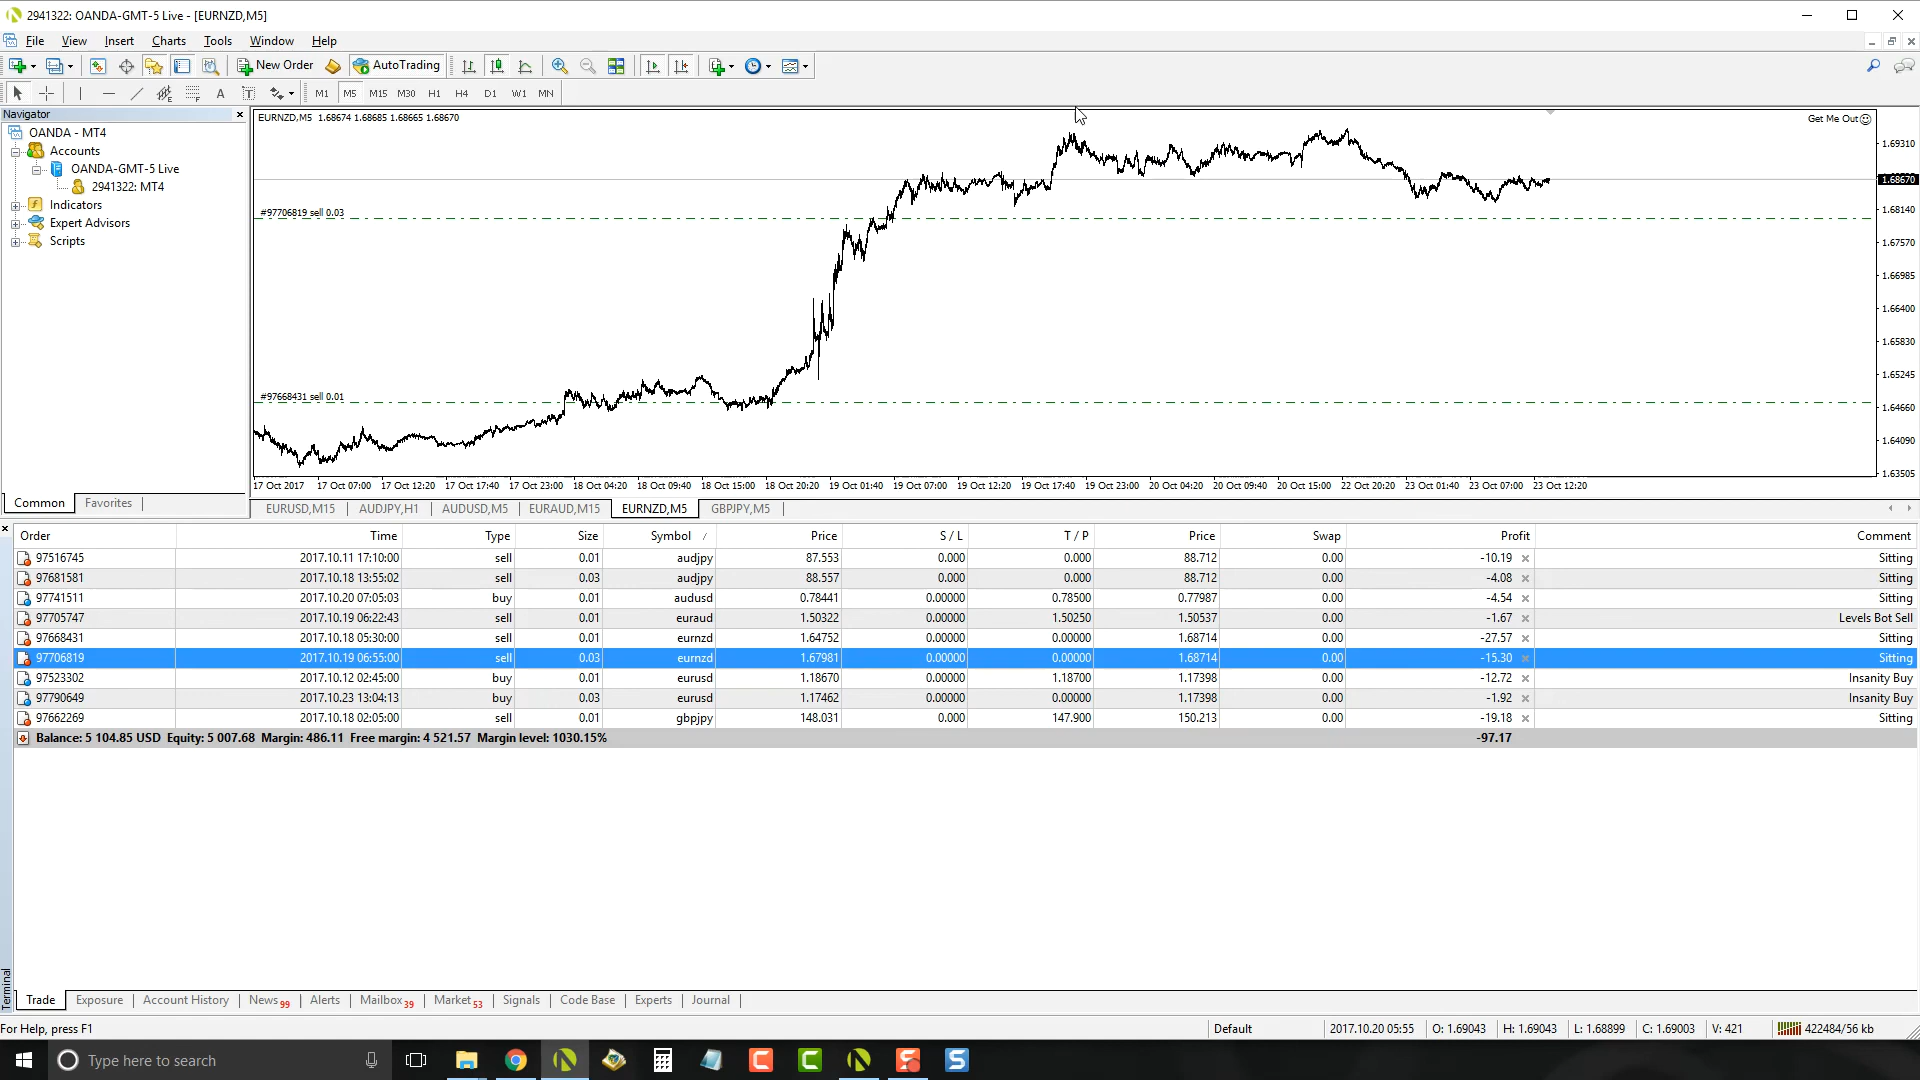 2941322: OANDA-GMT-5 Live - [EURNZD,M5]
File View Insert Charts Tools Window Help
New Order AutoTrading
A T M1 M5 M15 M30 H1 H4 D1 W1 MN
Navigator
OANDA - MT4
Accounts
OANDA-GMT-5 Live
2941322: MT4
Indicators
Expert Advisors
Scripts
Common Favorites
EURNZD,M5 1.68674 1.68685 1.68665 1.68670
Get Me Out
#97706819 sell 0.03
#97668431 sell 0.01
1.69310
1.68670
1.68140
1.67570
1.66985
1.66400
1.65830
1.65245
1.64660
1.64090
1.63505
17 Oct 2017 17 Oct 07:00 17 Oct 12:20 17 Oct 17:40 17 Oct 23:00 18 Oct 04:20 18 Oct 09:40 18 Oct 15:00 18 Oct 20:20 19 Oct 01:40 19 Oct 07:00 19 Oct 12:20 19 Oct 17:40 19 Oct 23:00 20 Oct 04:20 20 Oct 09:40 20 Oct 15:00 22 Oct 20:20 23 Oct 01:40 23 Oct 07:00 23 Oct 12:20
EURUSD,M15 AUDJPY,H1 AUDUSD,M5 EURAUD,M15 EURNZD,M5 GBPJPY,M5
Order Time Type Size Symbol / Price S / L T / P Price Swap Profit Comment
97516745 2017.10.11 17:10:00 sell 0.01 audjpy 87.553 0.000 0.000 88.712 0.00 -10.19 Sitting
97681581 2017.10.18 13:55:02 sell 0.03 audjpy 88.557 0.000 0.000 88.712 0.00 -4.08 Sitting
97741511 2017.10.20 07:05:03 buy 0.01 audusd 0.78441 0.00000 0.78500 0.77987 0.00 -4.54 Sitting
97705747 2017.10.19 06:22:43 sell 0.01 euraud 1.50322 0.00000 1.50250 1.50537 0.00 -1.67 Levels Bot Sell
97668431 2017.10.18 05:30:00 sell 0.01 eurnzd 1.64752 0.00000 0.00000 1.68714 0.00 -27.57 Sitting
97706819 2017.10.19 06:55:00 sell 0.03 eurnzd 1.67981 0.00000 0.00000 1.68714 0.00 -15.30 Sitting
97523302 2017.10.12 02:45:00 buy 0.01 eurusd 1.18670 0.00000 1.18700 1.17398 0.00 -12.72 Insanity Buy
97790649 2017.10.23 13:04:13 buy 0.03 eurusd 1.17462 0.00000 0.00000 1.17398 0.00 -1.92 Insanity Buy
97662269 2017.10.18 02:05:00 sell 0.01 gbpjpy 148.031 0.000 147.900 150.213 0.00 -19.18 Sitting
Balance: 5 104.85 USD Equity: 5 007.68 Margin: 486.11 Free margin: 4 521.57 Margin level: 1030.15% -97.17
Terminal
Trade Exposure Account History News 99 Alerts Mailbox 39 Market 53 Signals Code Base Experts Journal
For Help, press F1 Default 2017.10.20 05:55 O: 1.69043 H: 1.69043 L: 1.68899 C: 1.69003 V: 421 422484/56 kb
Type here to search